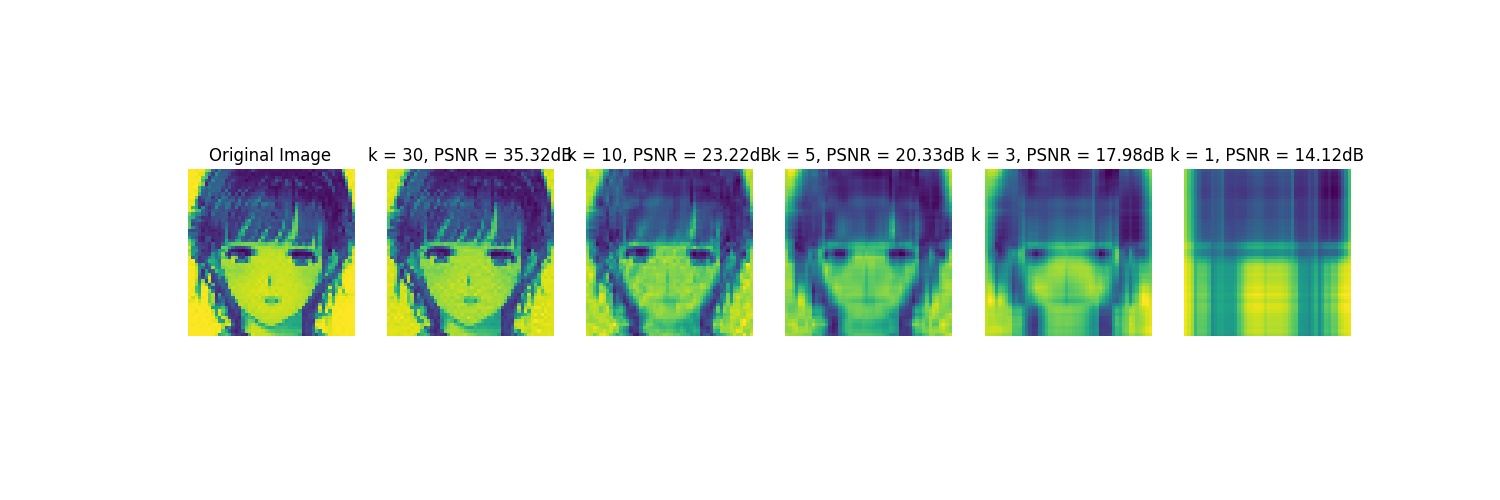 Original Image
k = 30, PSNR = 35.32dB
k = 10, PSNR = 23.22dB
k = 5, PSNR = 20.33dB
k = 3, PSNR = 17.98dB
k = 1, PSNR = 14.12dB